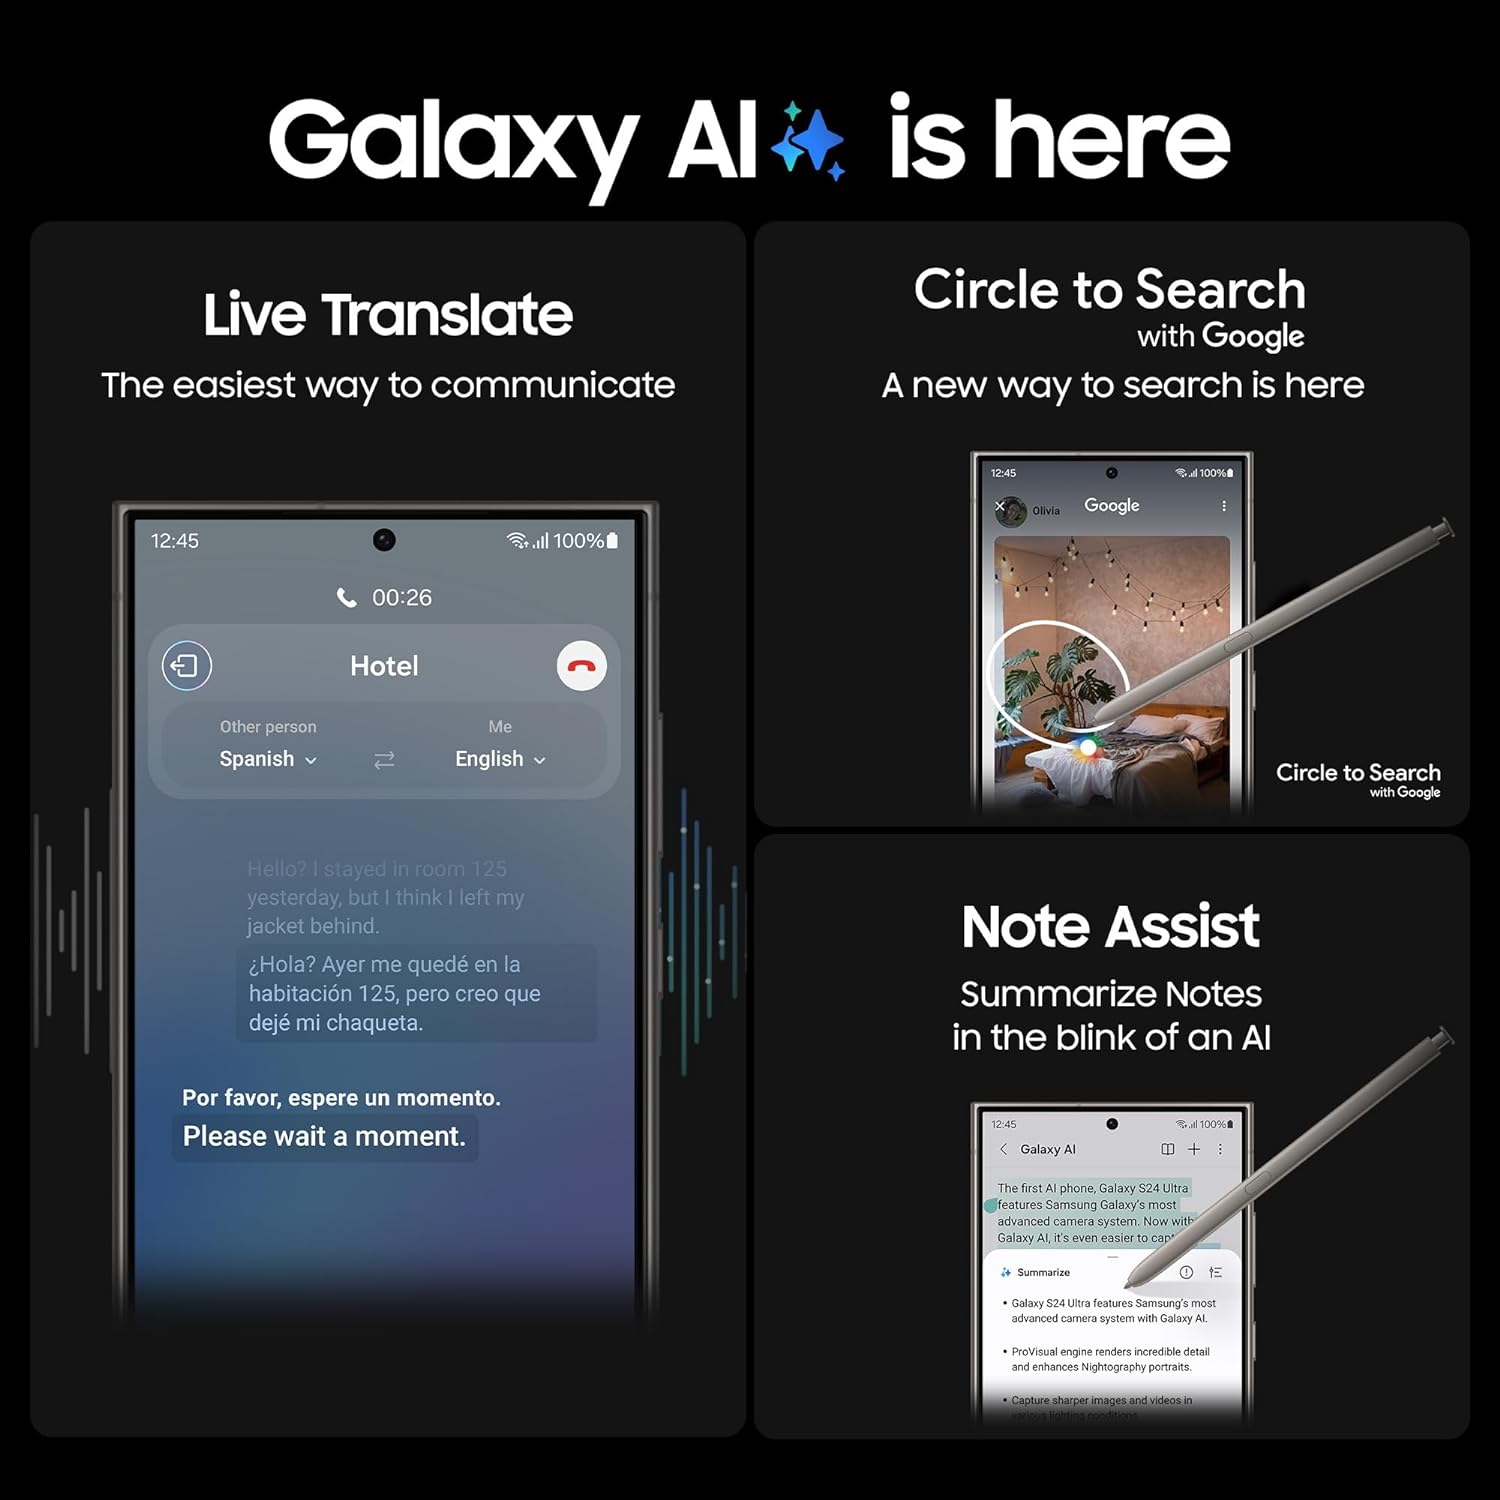 Galaxy AI is here
Live Translate
The easiest way to communicate
12:45
100%
00:26
Hotel
Other person
Me
Spanish
English
Hello? I stayed in room 125
yesterday, but I think I left my
jacket behind.
¿Hola? Ayer me quedé en la
habitación 125, pero creo que
dejé mi chaqueta.
Por favor, espere un momento.
Please wait a moment.
Circle to Search
with Google
A new way to search is here
12:45
100%
Olivia
Google
Circle to Search
with Google
Note Assist
Summarize Notes
in the blink of an AI
12:45
100%
Galaxy AI
The first AI phone, Galaxy S24 Ultra
features Samsung Galaxy's most
advanced camera system. Now with
Galaxy AI, it's even easier to
Summarize
• Galaxy S24 Ultra features Samsung's most
advanced camera system with Galaxy AI.
• ProVisual engine renders incredible detail
and enhances Nightography portraits.
• Capture sharper images and videos in
various lighting conditions